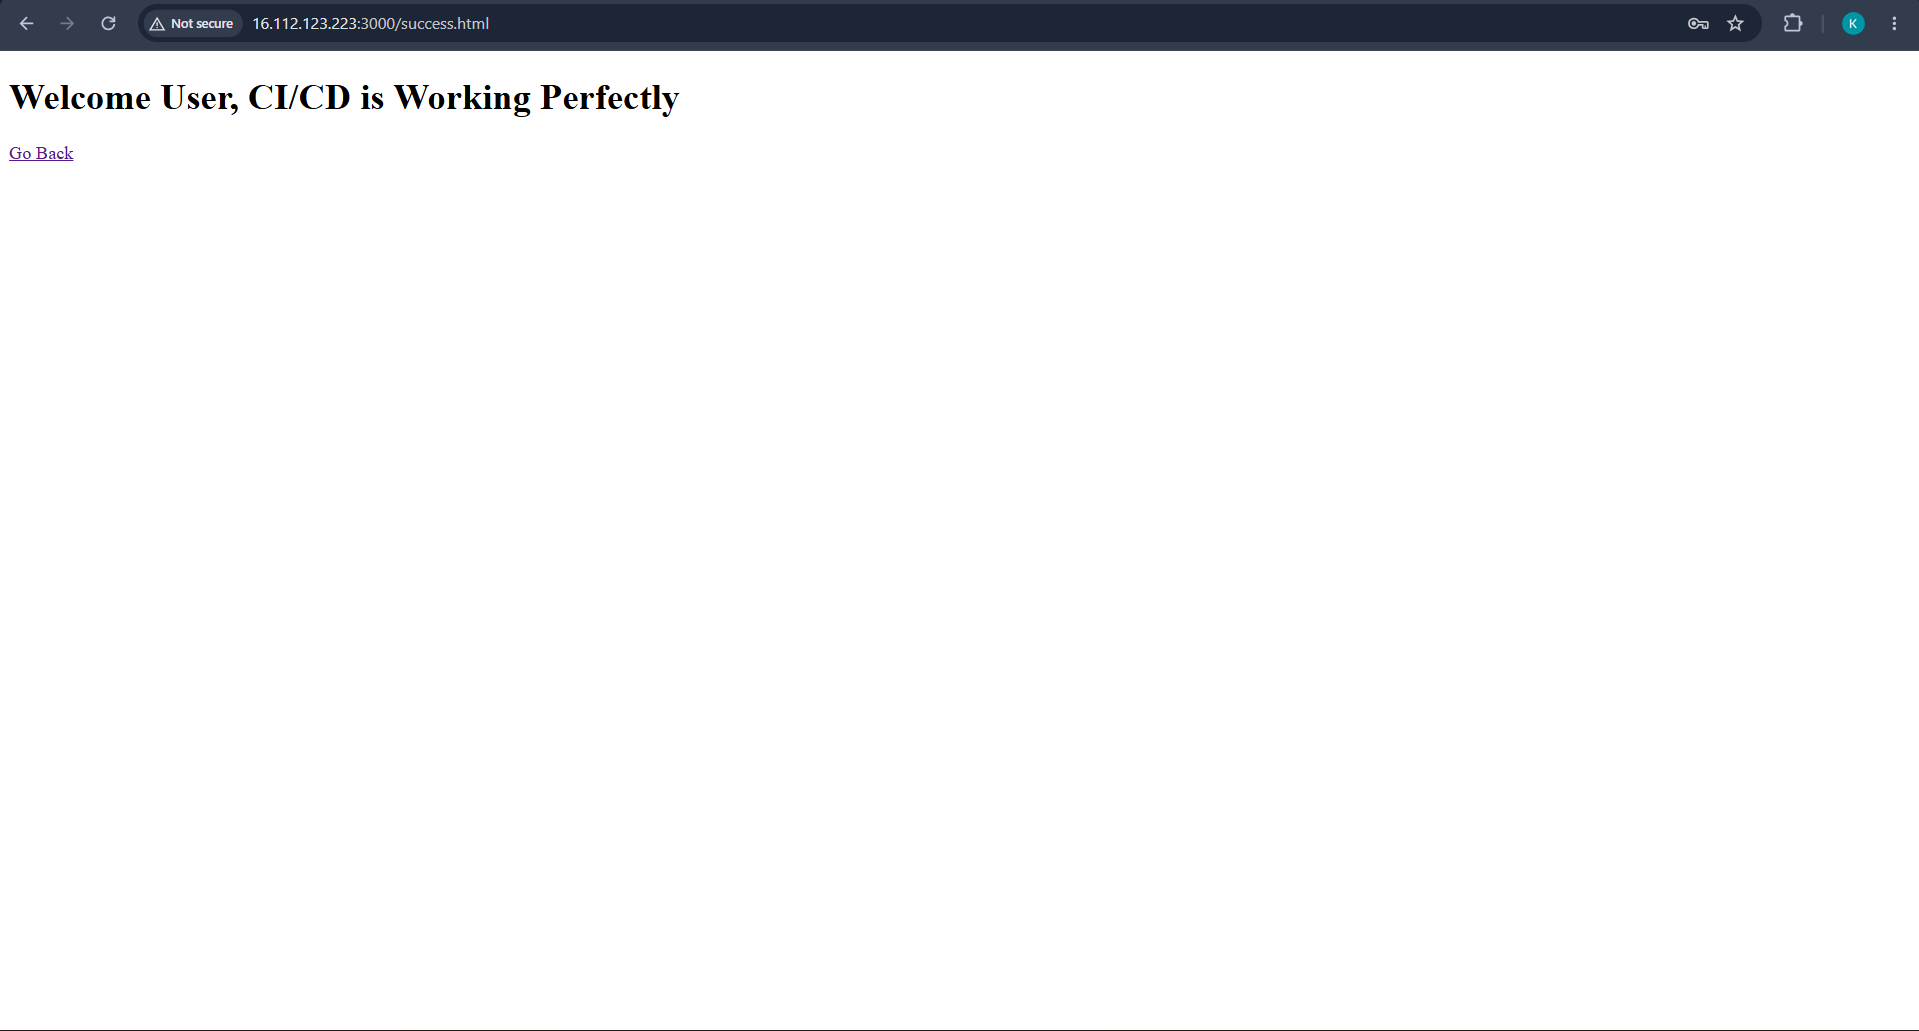 Not secure 16.112.123.223:3000/success.html K
Welcome User, CI/CD is Working Perfectly
Go Back